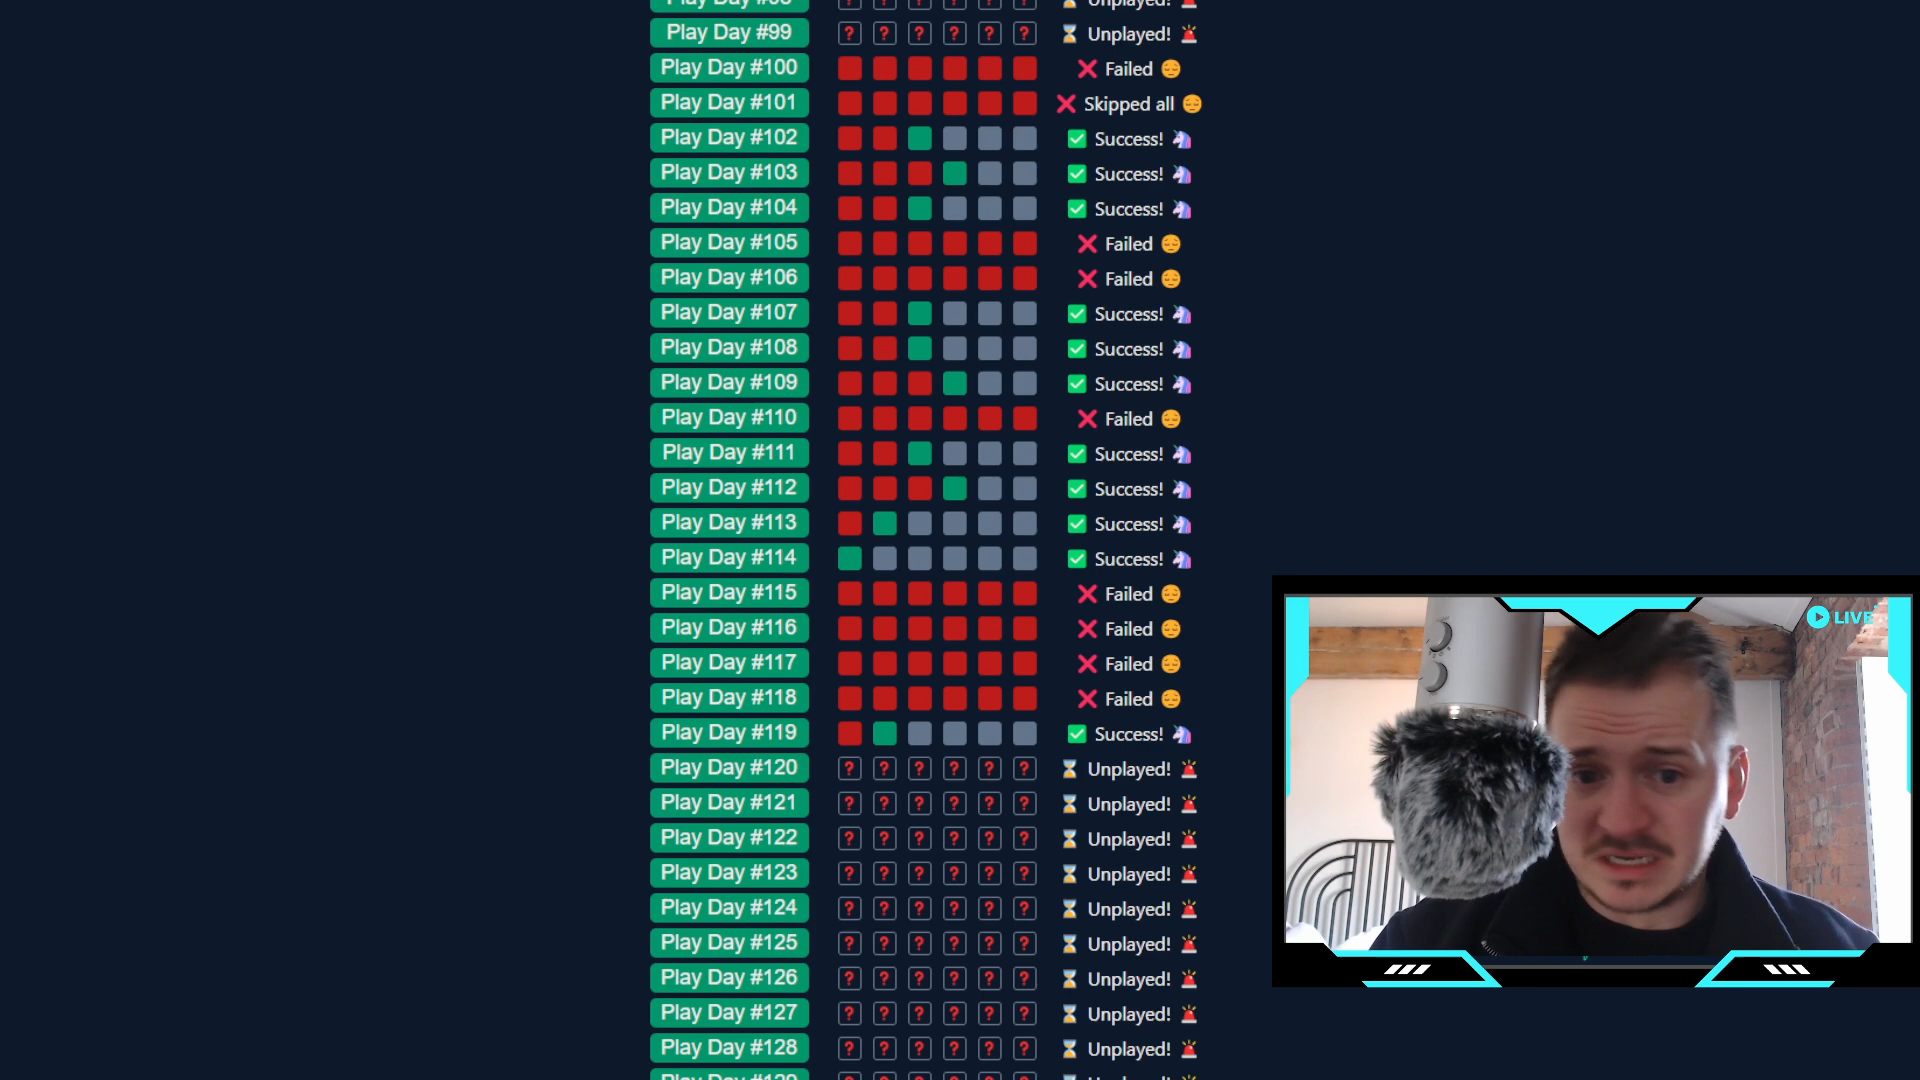 Unplayed!
Play Day #99 ? ? ? ? ? ? Unplayed!
Play Day #100 Failed
Play Day #101 Skipped all
Play Day #102 Success!
Play Day #103 Success!
Play Day #104 Success!
Play Day #105 Failed
Play Day #106 Failed
Play Day #107 Success!
Play Day #108 Success!
Play Day #109 Success!
Play Day #110 Failed
Play Day #111 Success!
Play Day #112 Success!
Play Day #113 Success!
Play Day #114 Success!
Play Day #115 Failed
LIVE
Play Day #116 Failed
Play Day #117 Failed
Play Day #118 Failed
Play Day #119 Success!
Play Day #120 ? ? ? ? ? ? Unplayed!
Play Day #121 ? ? ? ? ? ? Unplayed!
Play Day #122 ? ? ? ? ? ? Unplayed!
Play Day #123 ? ? ? ? ? ? Unplayed!
Play Day #124 ? ? ? ? ? ? Unplayed!
Play Day #125 ? ? ? ? ? ? Unplayed!
Play Day #126 ? ? ? ? ? ? Unplayed!
Play Day #127 ? ? ? ? ? ? Unplayed!
Play Day #128 ? ? ? ? ? ? Unplayed!